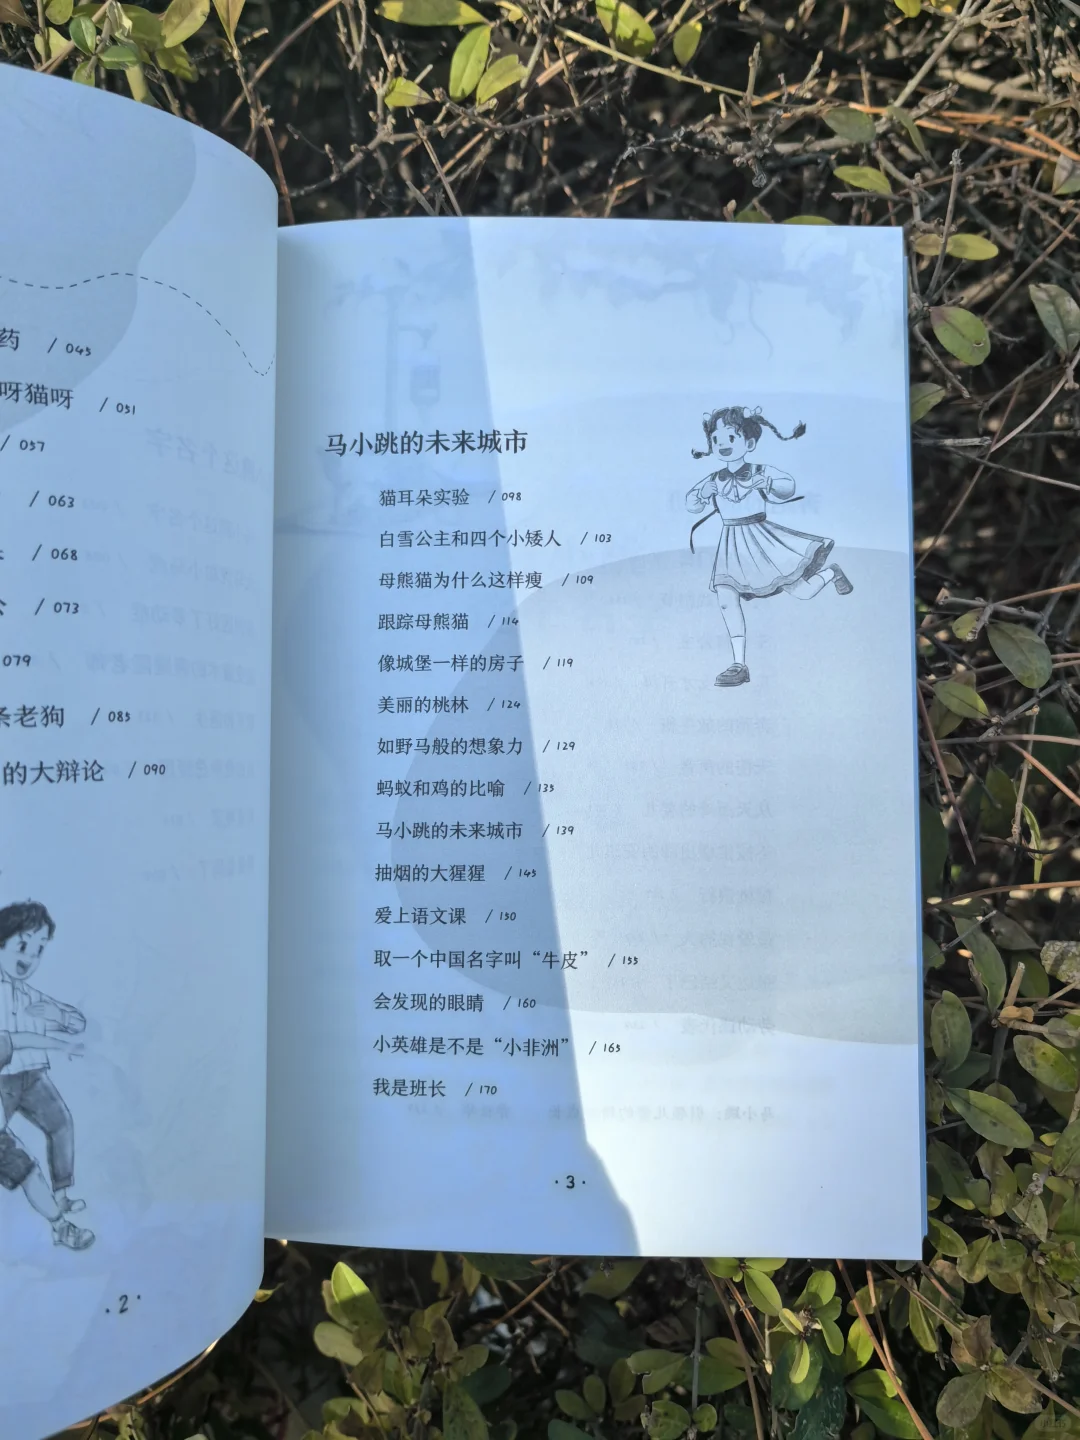 药 / 045
呀猫呀 / 051
/ 057
/ 063
/ 068
/ 073
079
条老狗 / 085
的大辩论 / 090
· 2 ·
马小跳的未来城市
猫耳朵实验 / 098
白雪公主和四个小矮人 / 103
母熊猫为什么这样瘦 / 109
跟踪母熊猫 / 114
像城堡一样的房子 / 119
美丽的桃林 / 124
如野马般的想象力 / 129
蚂蚁和鸡的比喻 / 135
马小跳的未来城市 / 139
抽烟的大猩猩 / 145
爱上语文课 / 150
取一个中国名字叫“牛皮” / 155
会发现的眼睛 / 160
小英雄是不是“小非洲” / 165
我是班长 / 170
· 3 ·